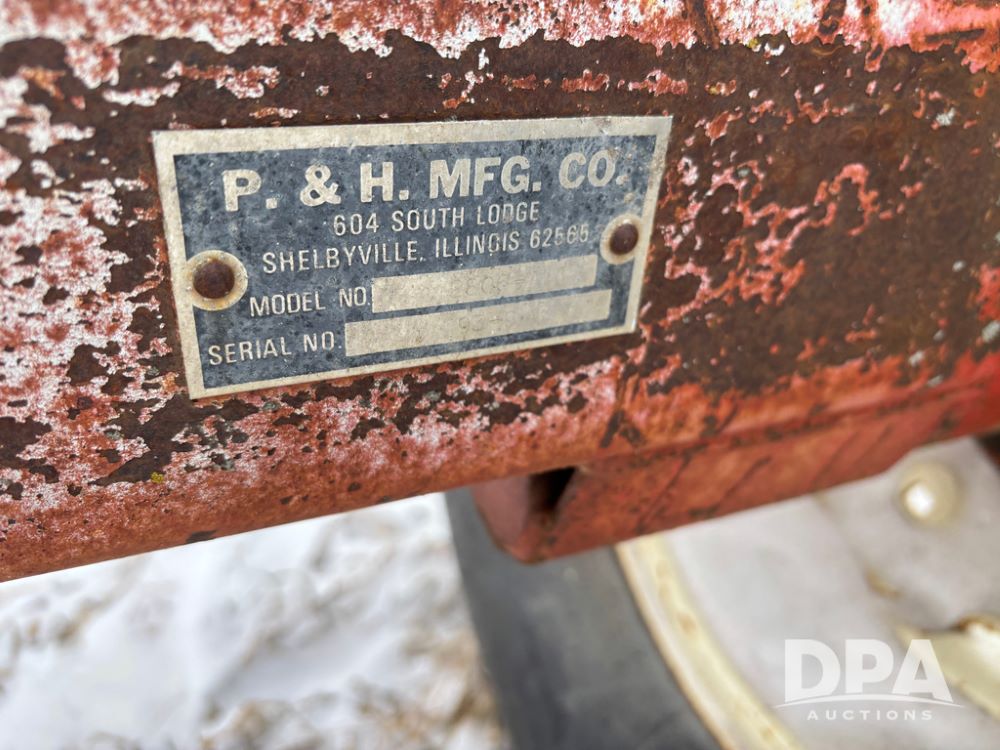 P. & H. MFG. CO.
604 SOUTH LODGE
SHELBYVILLE, ILLINOIS 62565
MODEL NO.
SERIAL NO.
DPA
AUCTIONS